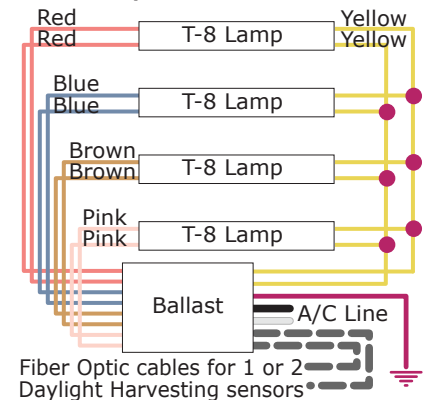 Red
Red
Yellow
Yellow
T-8 Lamp
Blue
Blue
T-8 Lamp
Brown
Brown
T-8 Lamp
Pink
Pink
T-8 Lamp
Ballast
A/C Line
Fiber Optic cables for 1 or 2
Daylight Harvesting sensors